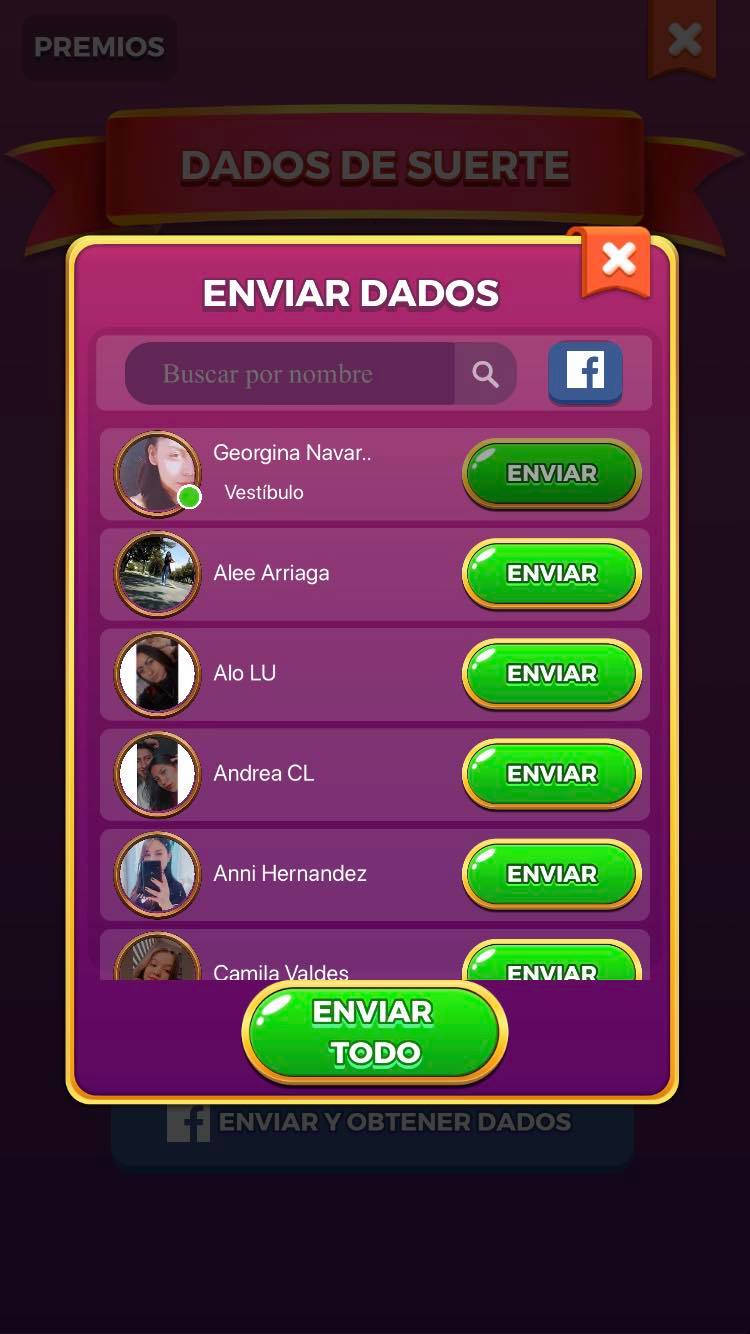 PREMIOS
DADOS DE SUERTE
ENVIAR DADOS
Buscar por nombre
Georgina Navar..
Vestíbulo
ENVIAR
Alee Arriaga
ENVIAR
Alo LU
ENVIAR
Andrea CL
ENVIAR
Anni Hernandez
ENVIAR
Camila Valdes
ENVIAR
ENVIAR
TODO
ENVIAR Y OBTENER DADOS